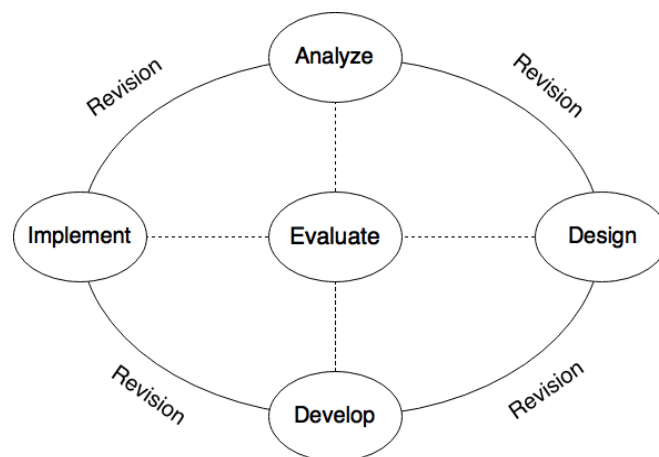 Analyze
Revision
Revision
Implement
Evaluate
Design
Revision
Revision
Develop